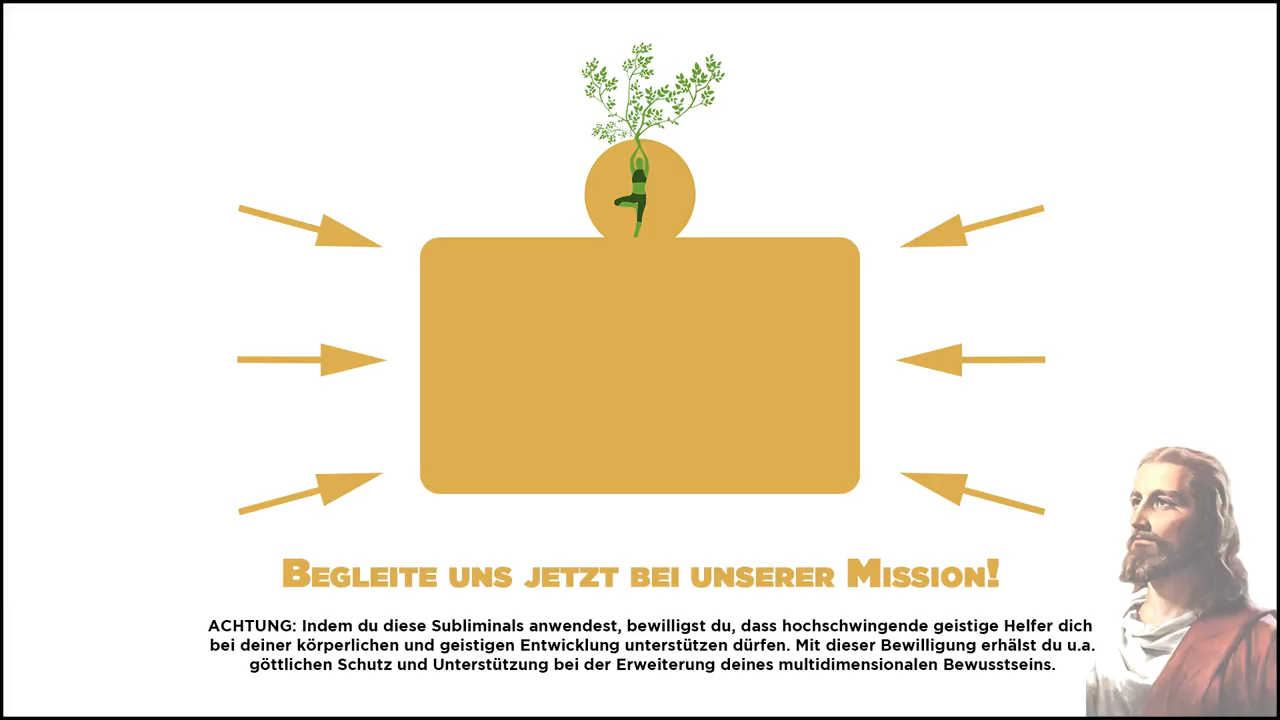 Begleite uns jetzt bei unserer Mission!
ACHTUNG: Indem du diese Subliminals anwendest, bewilligst du, dass hochschwingende geistige Helfer dich
bei deiner körperlichen und geistigen Entwicklung unterstützen dürfen. Mit dieser Bewilligung erhälst du u.a.
göttlichen Schutz und Unterstützung bei der Erweiterung deines multidimensionalen Bewusstseins.